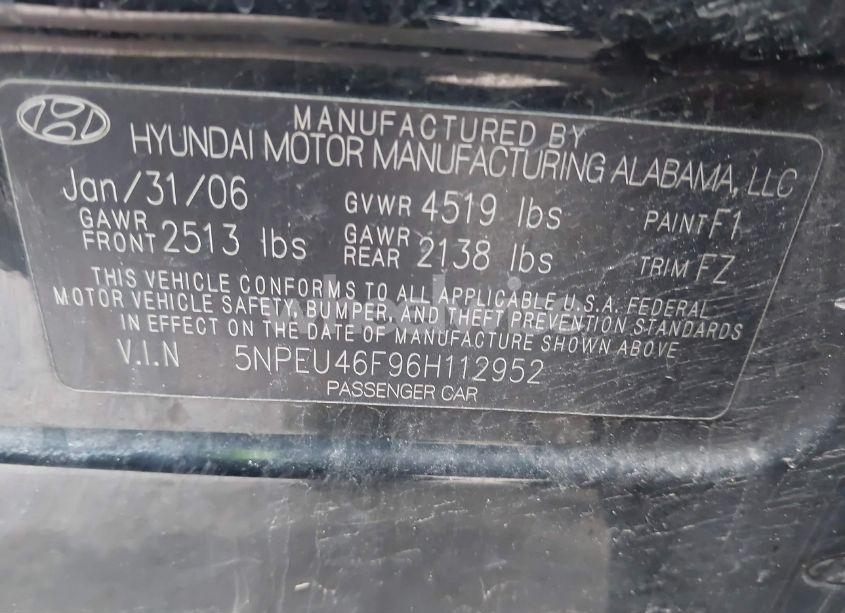 MANUFACTURED BY
HYUNDAI MOTOR MANUFACTURING ALABAMA, LLC
Jan/31/06 GVWR 4519 lbs PAINT F1
GAWR FRONT 2513 lbs GAWR REAR 2138 lbs TRIM FZ
THIS VEHICLE CONFORMS TO ALL APPLICABLE U.S.A. FEDERAL
MOTOR VEHICLE SAFETY, BUMPER, AND THEFT PREVENTION STANDARDS
IN EFFECT ON THE DATE OF MANUFACTURE SHOWN ABOVE
V.I.N 5NPEU46F96H112952
PASSENGER CAR